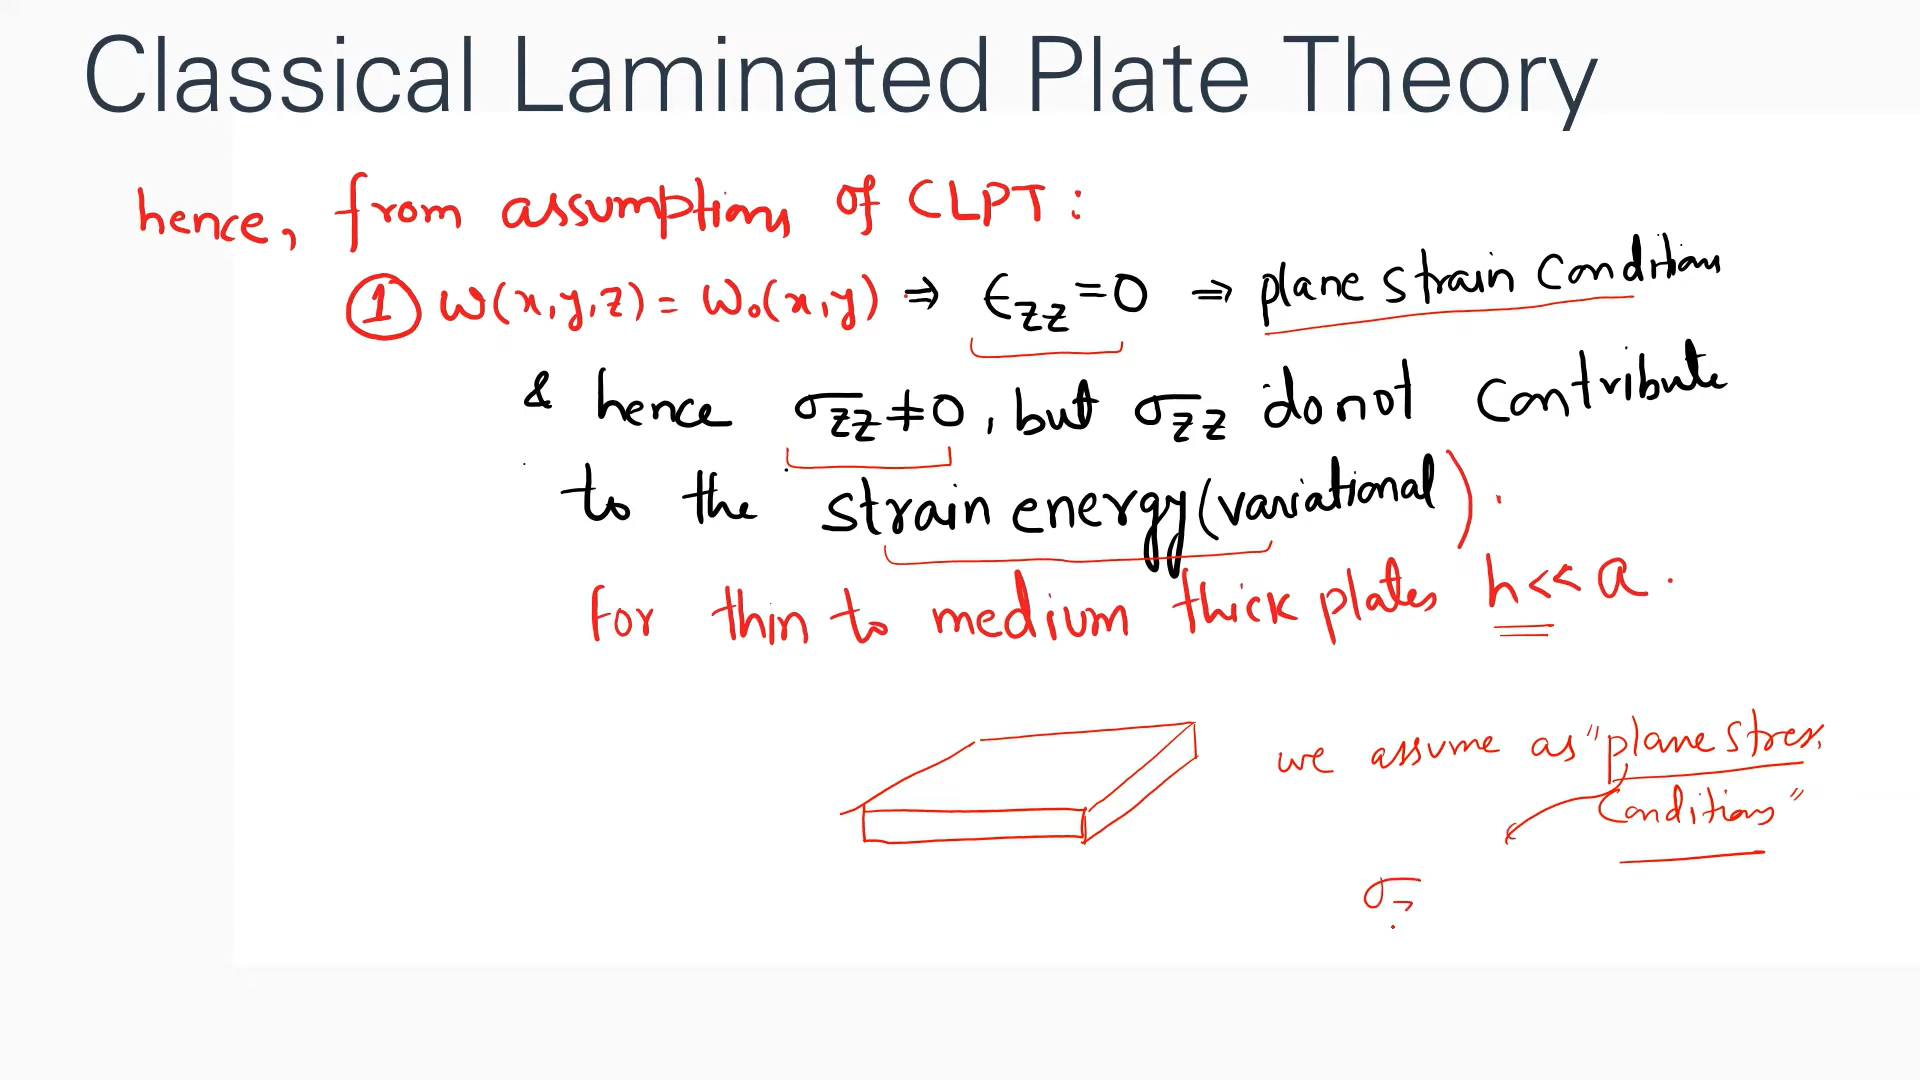 Classical Laminated Plate Theory
hence, from assumptions of CLPT :
① w(x,y,z) = w₀(x,y) ⇒ ϵzz=0 ⇒ plane strain conditions
& hence σzz≠0, but σzz do not contribute
to the strain energy (variational).
For thin to medium thick plates h<<a.
we assume as "plane stress
Conditions"
σ